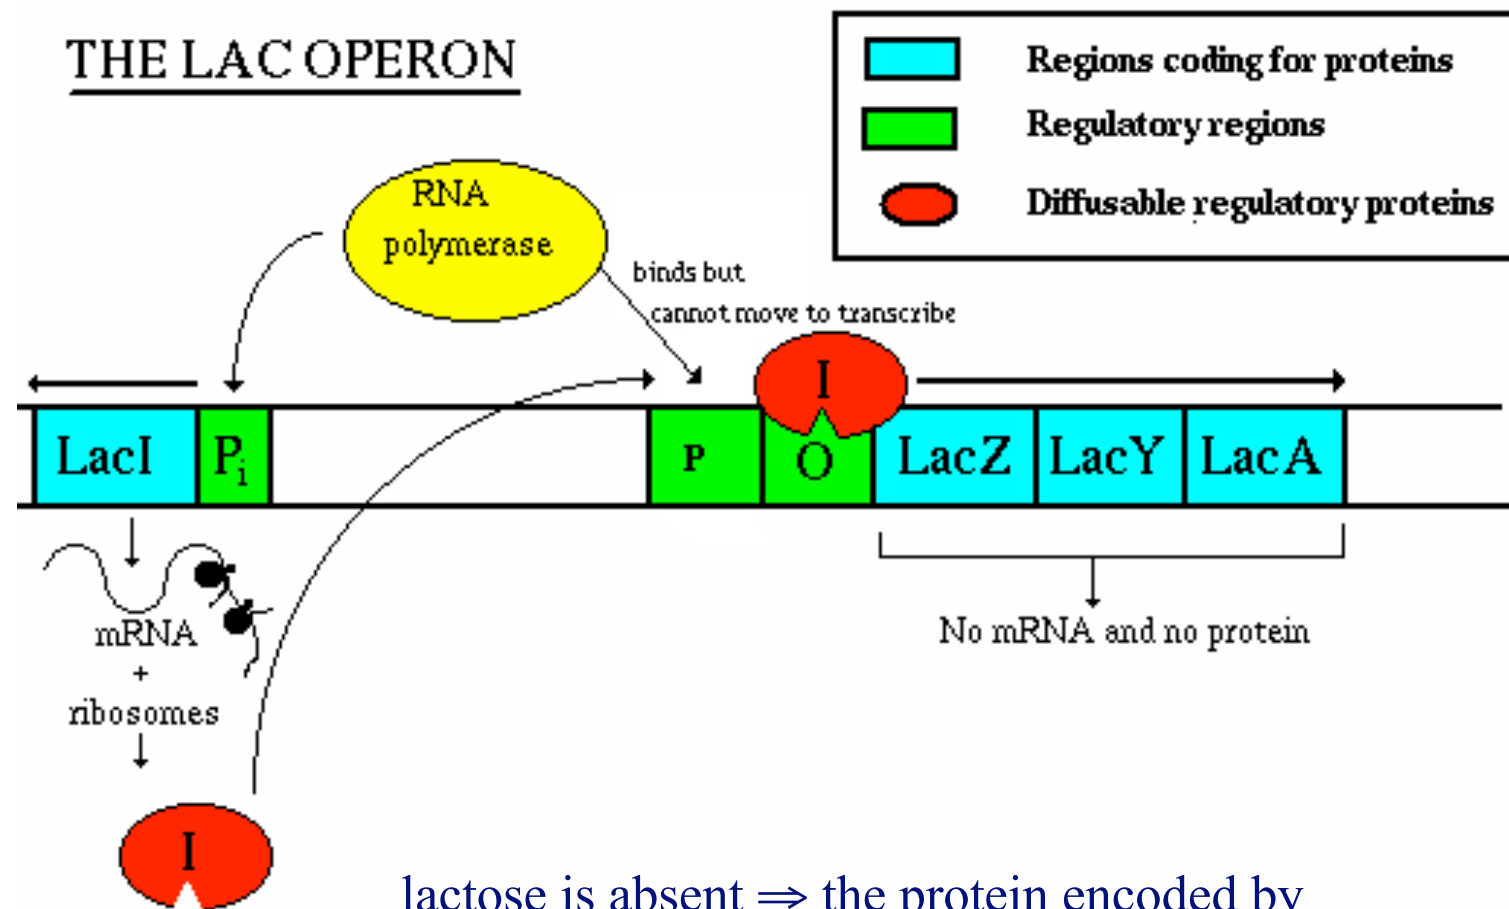 THE LAC OPERON
Regions coding for proteins
Regulatory regions
Diffusable regulatory proteins
RNA
polymerase
binds but
cannot move to transcribe
I
LacI
Pi
P
O
LacZ
LacY
LacA
mRNA
+
ribosomes
No mRNA and no protein
I
lactose is absent ⇒ the protein encoded by